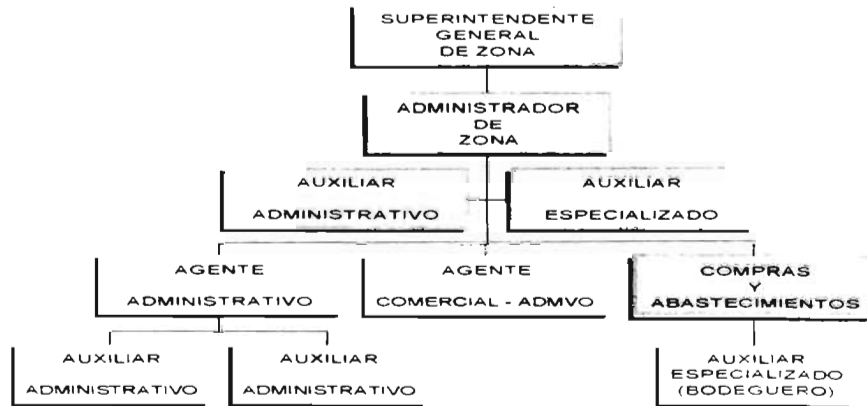 SUPERINTENDENTE
GENERAL
DE ZONA
ADMINISTRADOR
DE
ZONA
AUXILIAR
ADMINISTRATIVO
AUXILIAR
ESPECIALIZADO
AGENTE
ADMINISTRATIVO
AGENTE
COMERCIAL - ADMVO
COMPRAS
Y
ABASTECIMIENTOS
AUXILIAR
ADMINISTRATIVO
AUXILIAR
ADMINISTRATIVO
AUXILIAR
ESPECIALIZADO
(BODEGUERO)